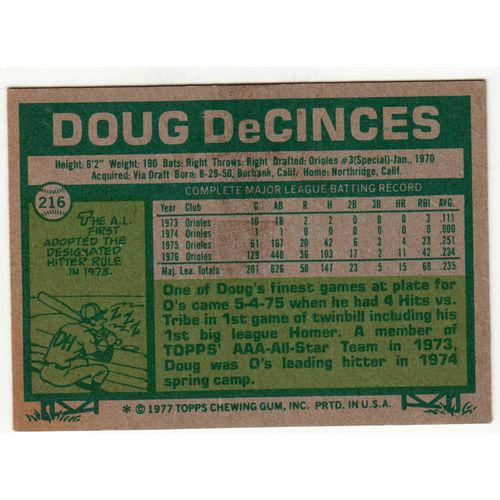 DOUG DeCINCES
Height: 6'2" Weight: 190 Bats: Right Throws: Right Drafted: Orioles #3(Special)-Jan., 1970
Acquired: Via Draft Born: 8-29-50, Burbank, Calif. Home: Northridge, Calif.
216
COMPLETE MAJOR LEAGUE BATTING RECORD
Year Club G AB R H 2B 3B HR RBI AVG.
1973 Orioles 10 18 2 2 0 0 0 3 .111
1974 Orioles 1 1 0 0 0 0 0 0 .000
1975 Orioles 61 167 20 42 6 3 4 23 .251
1976 Orioles 129 440 36 103 17 2 11 42 .234
Maj. Lea. Totals 201 626 58 147 23 5 15 68 .235
THE A.L.
FIRST
ADOPTED THE
DESIGNATED
HITTER RULE
IN 1973.
DH
One of Doug's finest games at plate for
O's came 5-4-75 when he had 4 Hits vs.
Tribe in 1st game of twinbill including his
1st big league Homer. A member of
TOPPS' AAA-All-Star Team in 1973,
Doug was O's leading hitter in 1974
spring camp.
* © 1977 TOPPS CHEWING GUM, INC. PRTD. IN U.S.A.